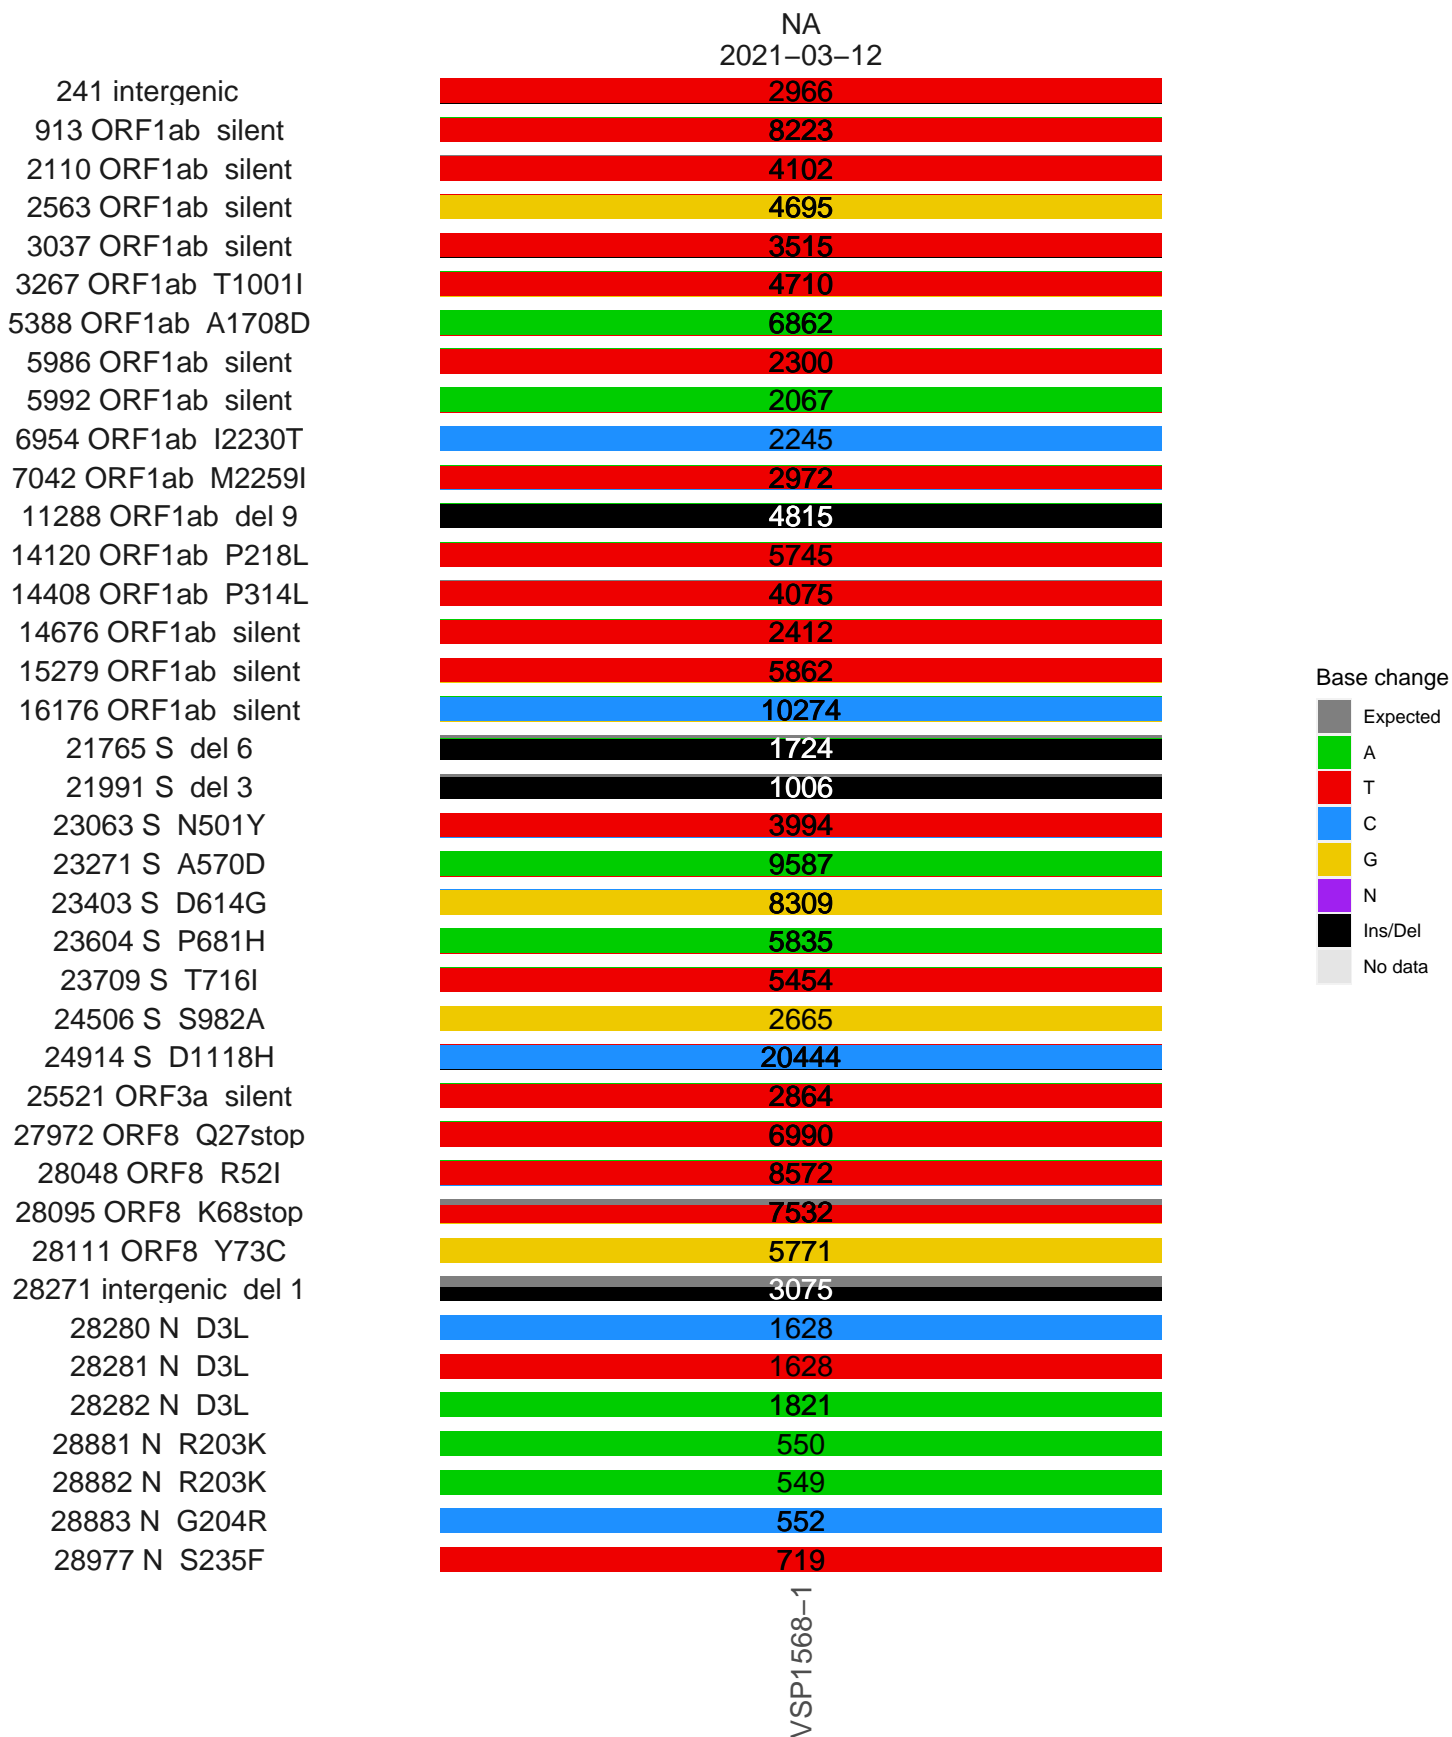 NA
2021−03−12
241 intergenic 2966
913 ORF1ab silent 8223
2110 ORF1ab silent 4102
2563 ORF1ab silent 4695
3037 ORF1ab silent 3515
3267 ORF1ab T1001I 4710
5388 ORF1ab A1708D 6862
5986 ORF1ab silent 2300
5992 ORF1ab silent 2067
6954 ORF1ab I2230T 2245
7042 ORF1ab M2259I 2972
11288 ORF1ab del 9 4815
14120 ORF1ab P218L 5745
14408 ORF1ab P314L 4075
14676 ORF1ab silent 2412
15279 ORF1ab silent 5862
16176 ORF1ab silent 10274
21765 S del 6 1724
21991 S del 3 1006
23063 S N501Y 3994
23271 S A570D 9587
23403 S D614G 8309
23604 S P681H 5835
23709 S T716I 5454
24506 S S982A 2665
24914 S D1118H 20444
25521 ORF3a silent 2864
27972 ORF8 Q27stop 6990
28048 ORF8 R52I 8572
28095 ORF8 K68stop 7532
28111 ORF8 Y73C 5771
28271 intergenic del 1 3075
28280 N D3L 1628
28281 N D3L 1628
28282 N D3L 1821
28881 N R203K 550
28882 N R203K 549
28883 N G204R 552
28977 N S235F 719
VSP1568−1
Base change
Expected
A
T
C
G
N
Ins/Del
No data